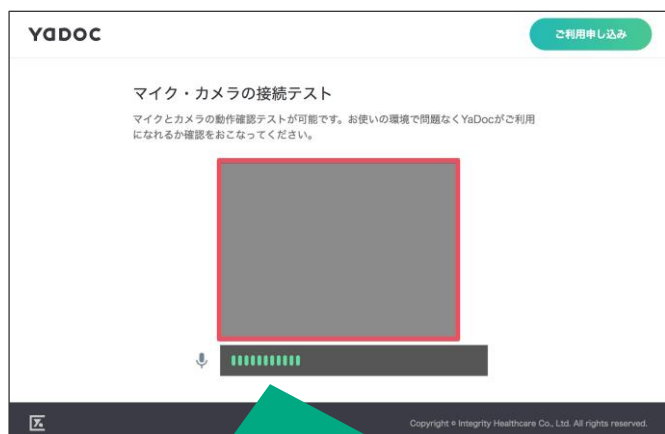 YaDOC
ご利用申し込み
マイク・カメラの接続テスト
マイクとカメラの動作確認テストが可能です。お使いの環境で問題なくYaDocがご利用
になれるか確認をおこなってください。
Copyright © Integrity Healthcare Co., Ltd. All rights reserved.